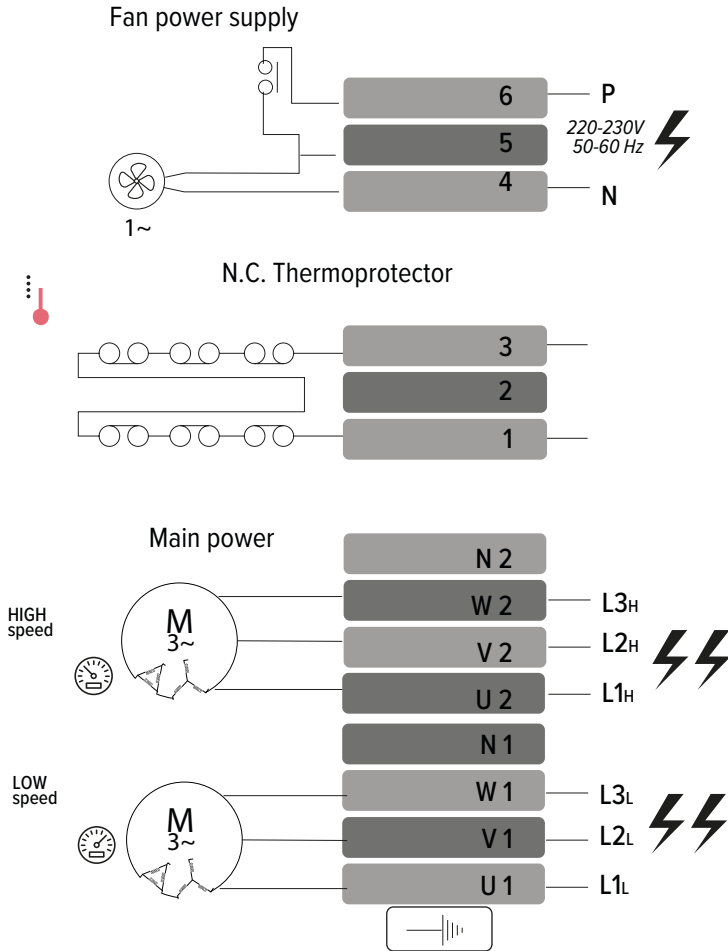 Fan power supply
6
P
220-230V
50-60 Hz
5
4
N
1~
N.C. Thermoprotector
3
2
1
Main power
N 2
HIGH
speed
M
3~
W 2
L3H
V 2
L2H
U 2
L1H
N 1
LOW
speed
M
3~
W 1
L3L
V 1
L2L
U 1
L1L